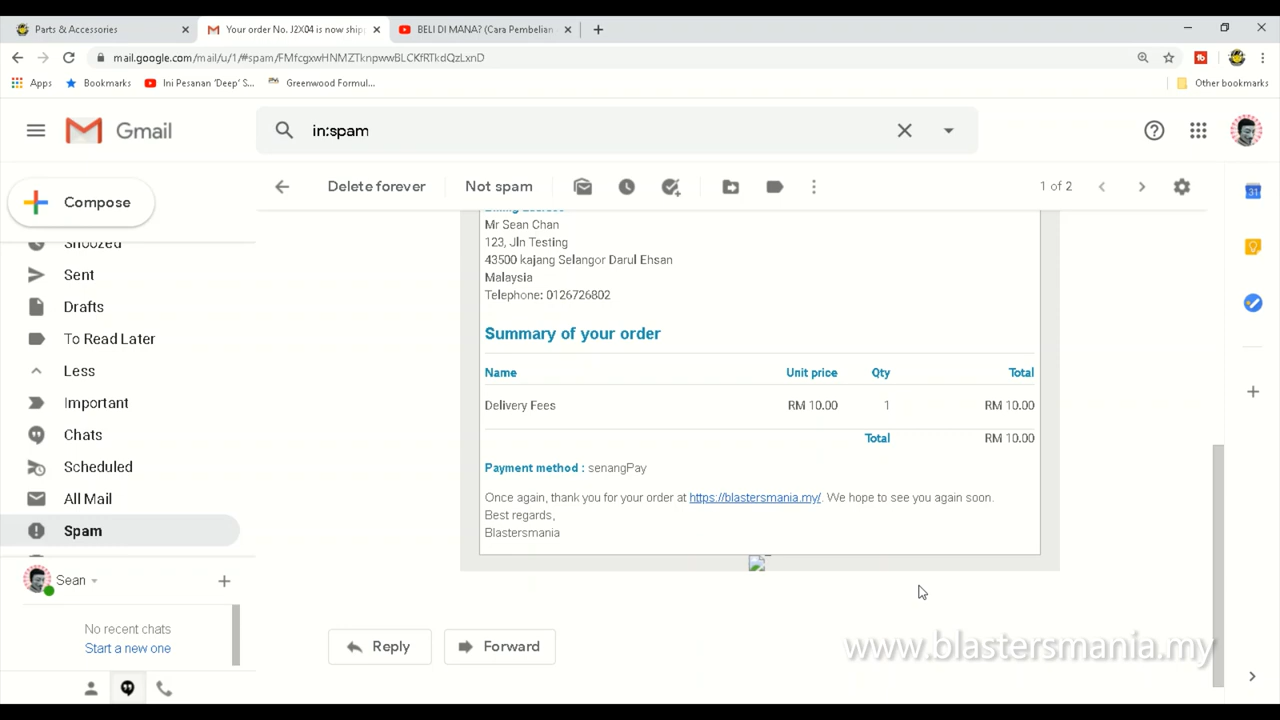 Parts & Accessories
Your order No. J2X04 is now ship
BELI DI MANA? (Cara Pembelian
mail.google.com/mail/u/1/#spam/FMfcgxwHNMZTknpwwBLCKfRTkdQzLxnD
Apps
Bookmarks
Ini Pesanan 'Deep' S...
Greenwood Formul...
Other bookmarks
Gmail
in:spam
Compose
Delete forever
Not spam
1 of 2
Snoozed
Sent
Drafts
To Read Later
Less
Important
Chats
Scheduled
All Mail
Spam
Sean
No recent chats
Start a new one
Mr Sean Chan
123, Jln Testing
43500 kajang Selangor Darul Ehsan
Malaysia
Telephone: 0126726802
Summary of your order
Name Unit price Qty Total
Delivery Fees RM 10.00 1 RM 10.00
Total RM 10.00
Payment method : senangPay
Once again, thank you for your order at https://blastersmania.my/. We hope to see you again soon.
Best regards,
Blastersmania
Reply
Forward
www.blastersmania.my
31